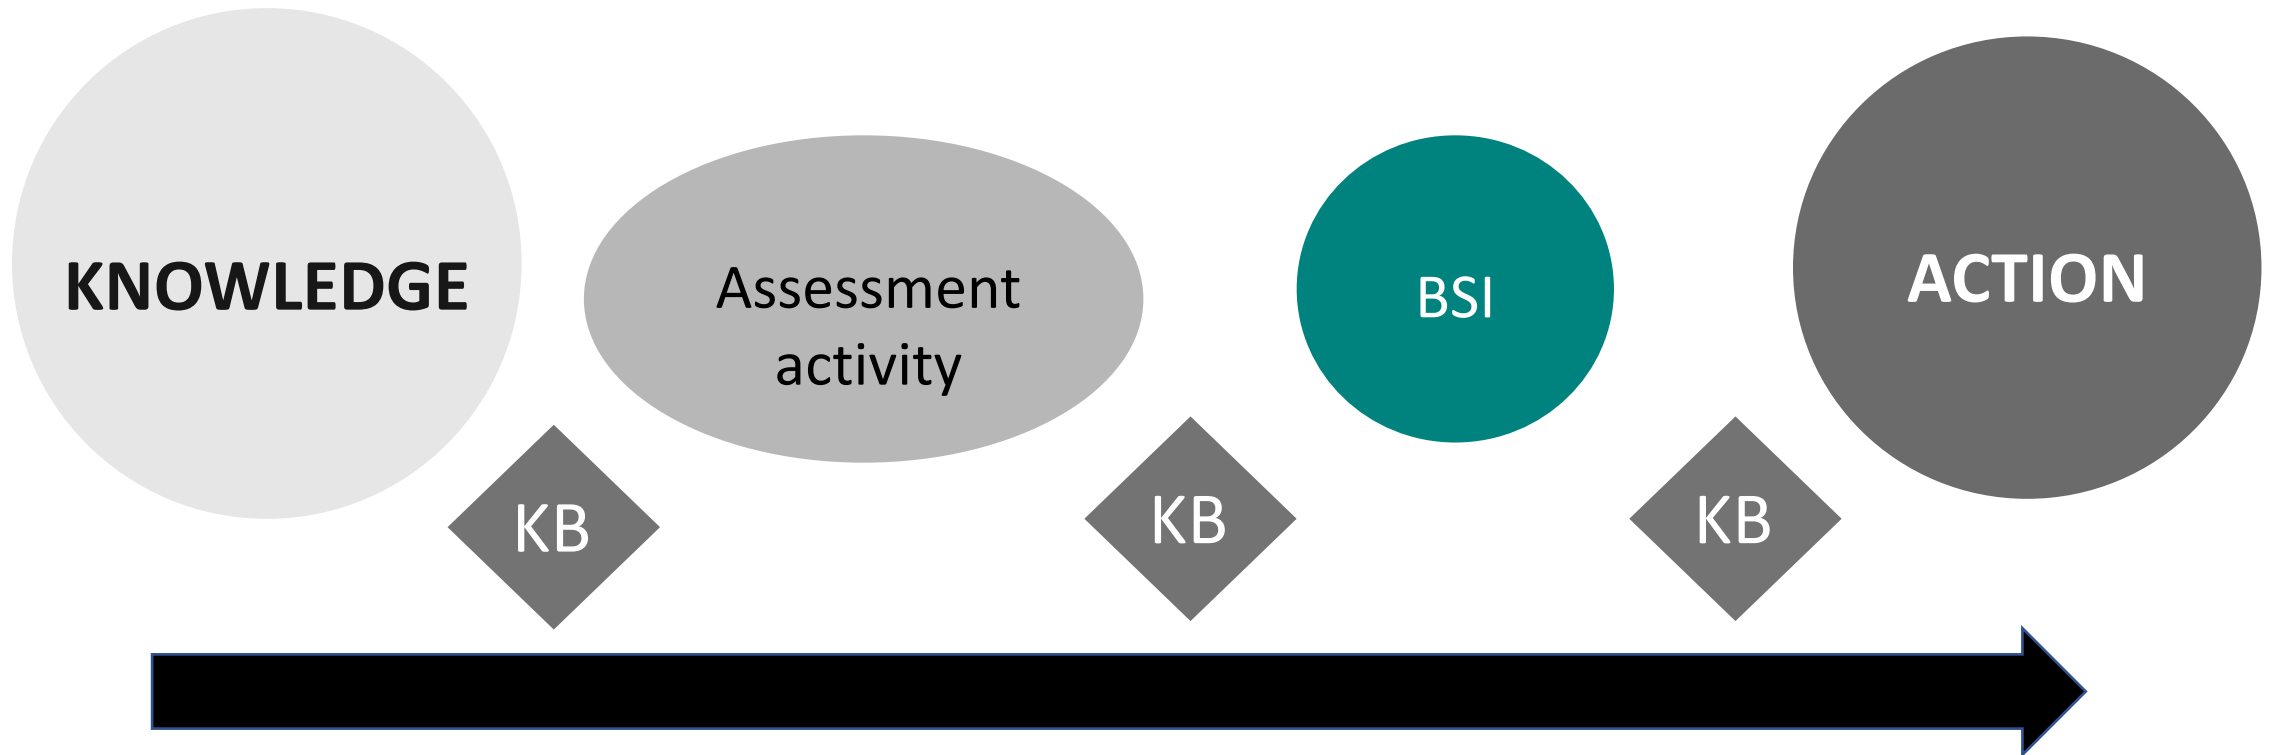 KNOWLEDGE
Assessment
activity
BSI
ACTION
KB
KB
KB